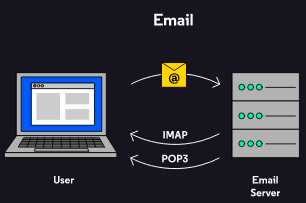 Email
@
IMAP
POP3
User
Email
Server